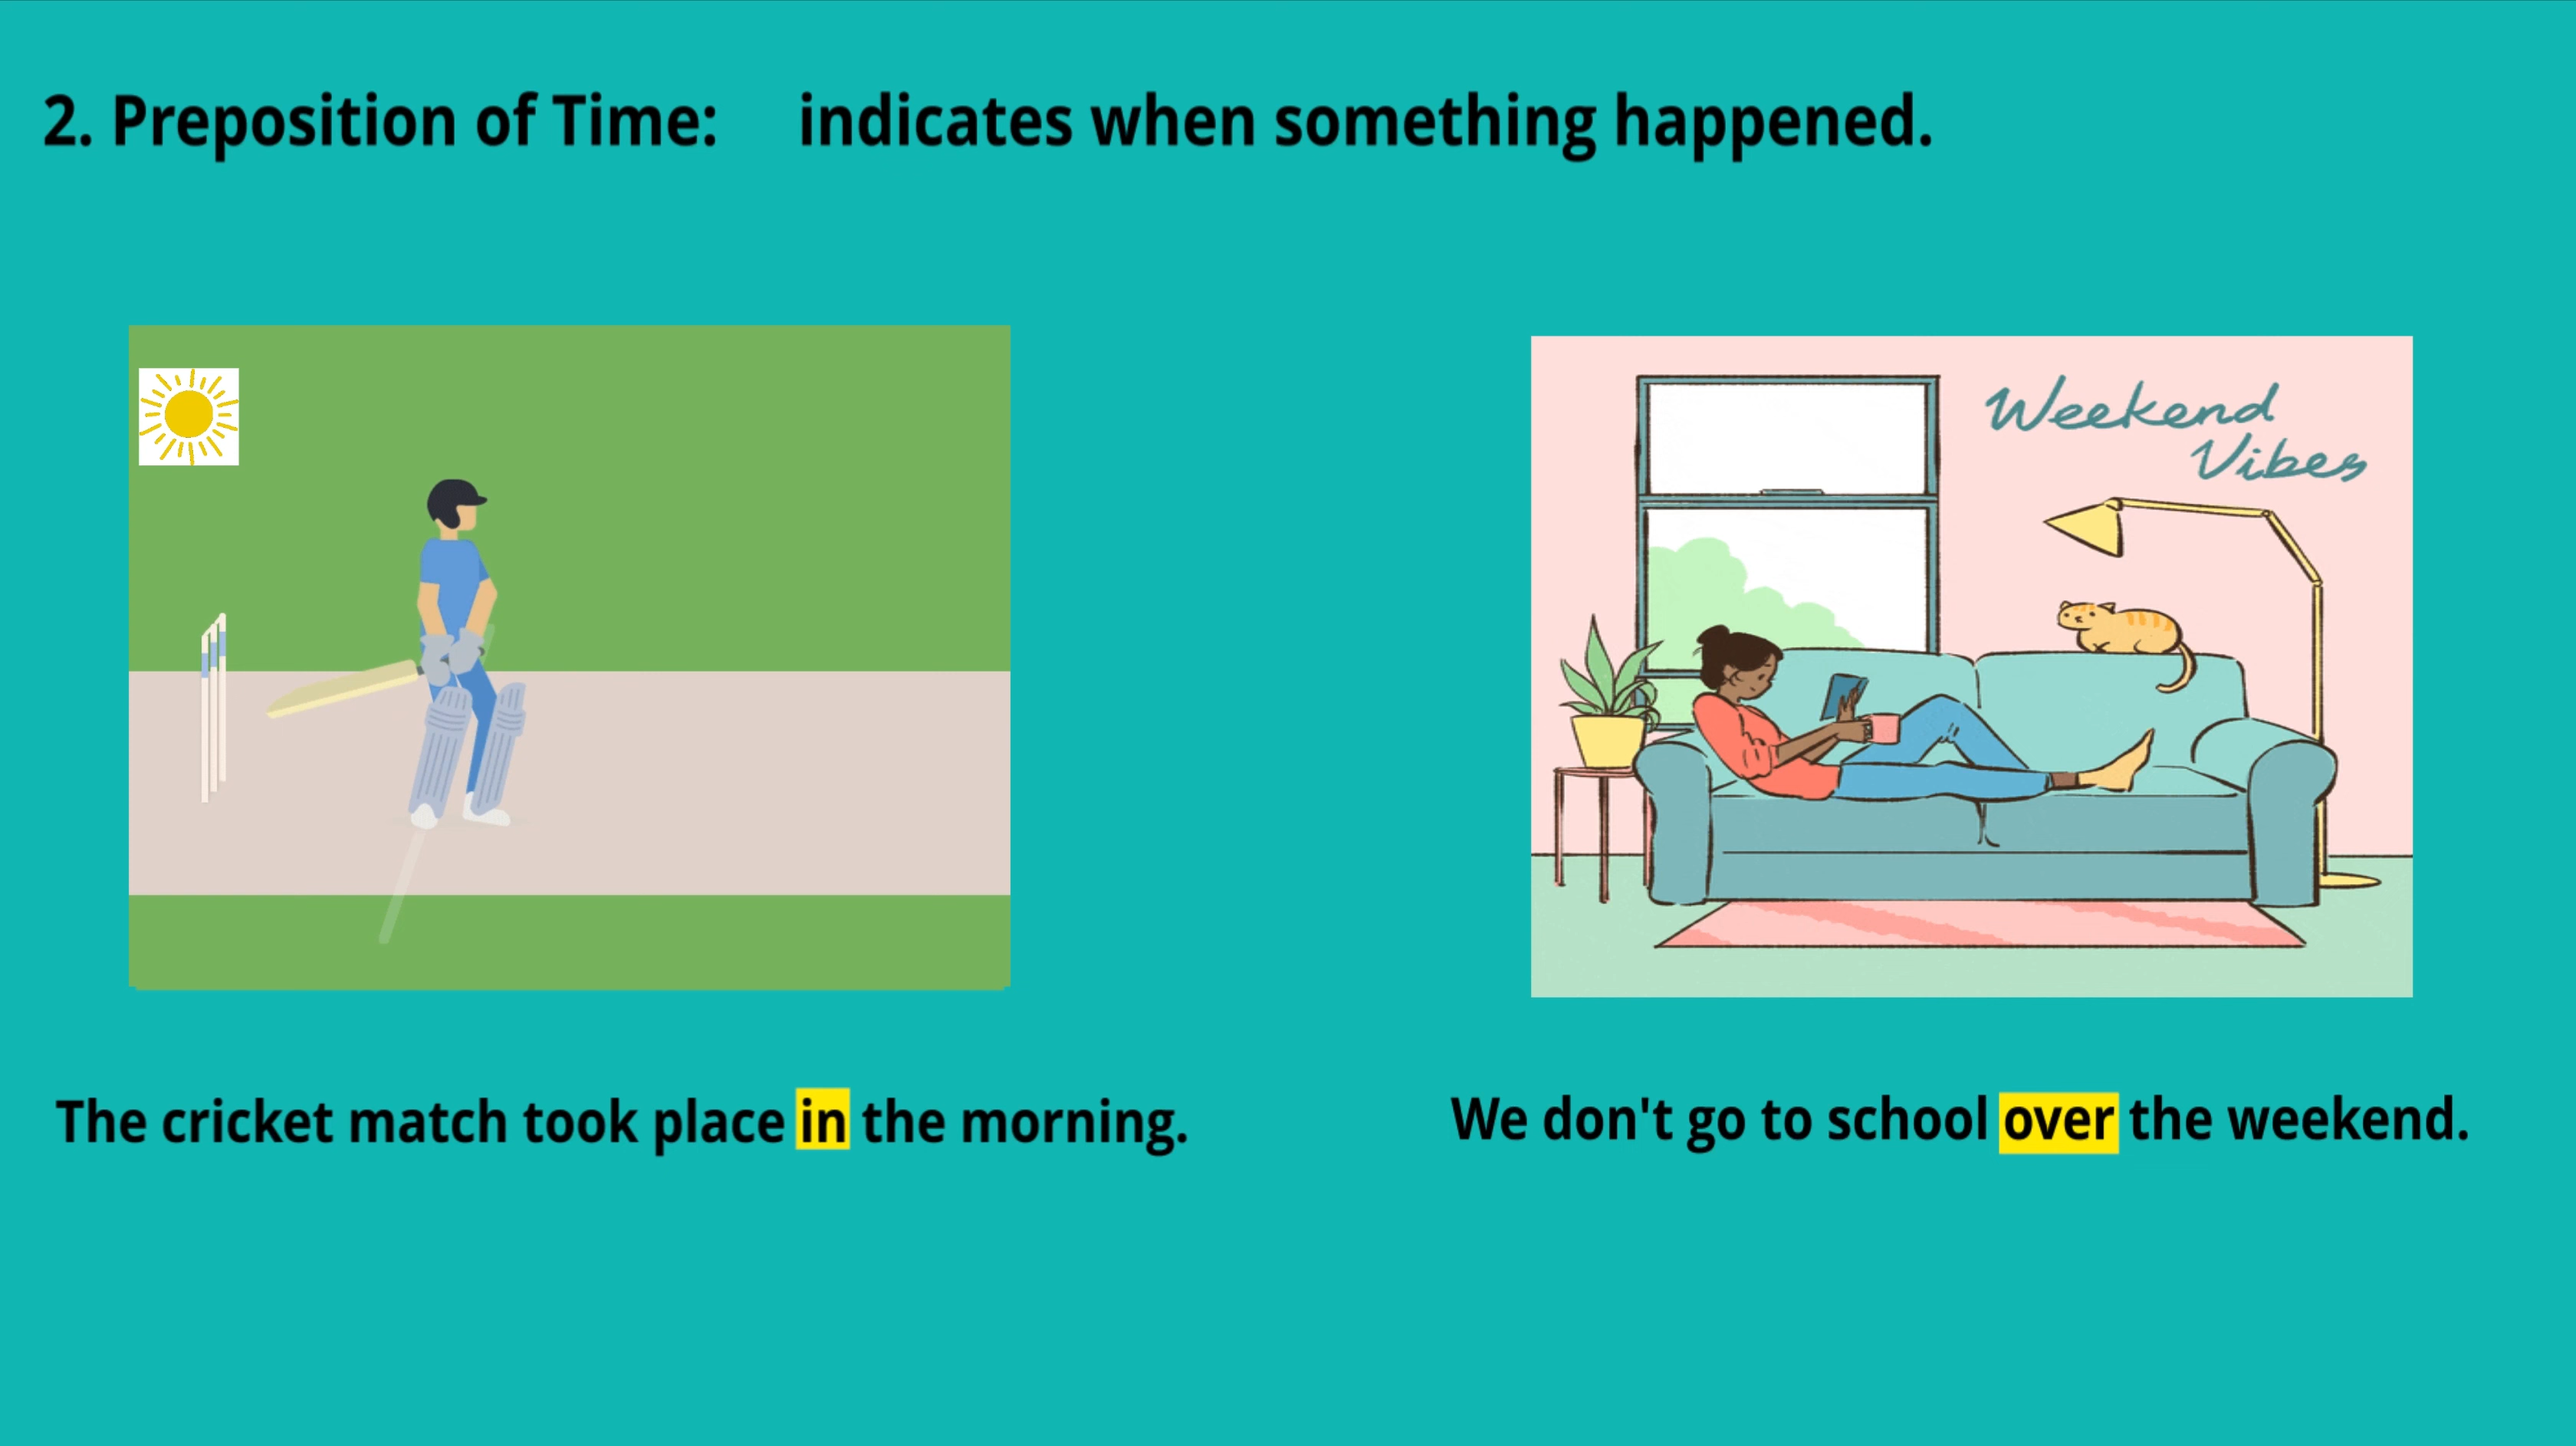 2. Preposition of Time: indicates when something happened.
Weekend
Vibes
The cricket match took place in the morning.
We don't go to school over the weekend.